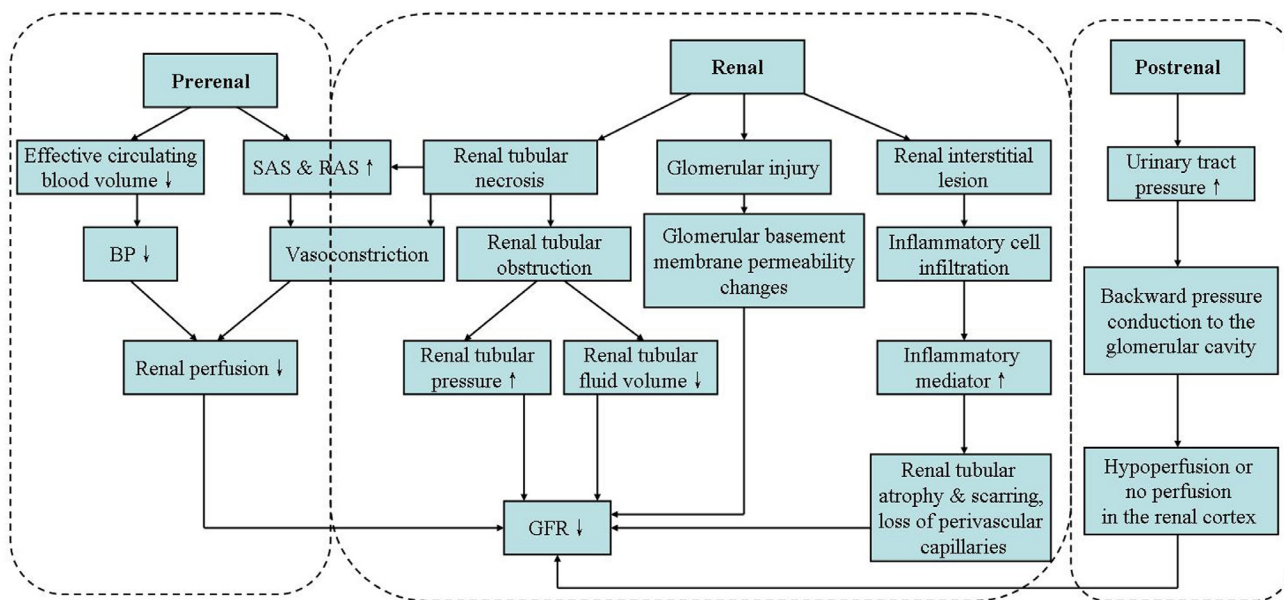 Prerenal
Effective circulating
blood volume ↓
SAS & RAS ↑
BP ↓
Vasoconstriction
Renal perfusion ↓
Renal
Renal tubular
necrosis
Glomerular injury
Renal interstitial
lesion
Renal tubular
obstruction
Glomerular basement
membrane permeability
changes
Inflammatory cell
infiltration
Renal tubular
pressure ↑
Renal tubular
fluid volume ↓
Inflammatory
mediator ↑
Renal tubular
atrophy & scarring,
loss of perivascular
capillaries
GFR ↓
Postrenal
Urinary tract
pressure ↑
Backward pressure
conduction to the
glomerular cavity
Hypoperfusion or
no perfusion
in the renal cortex